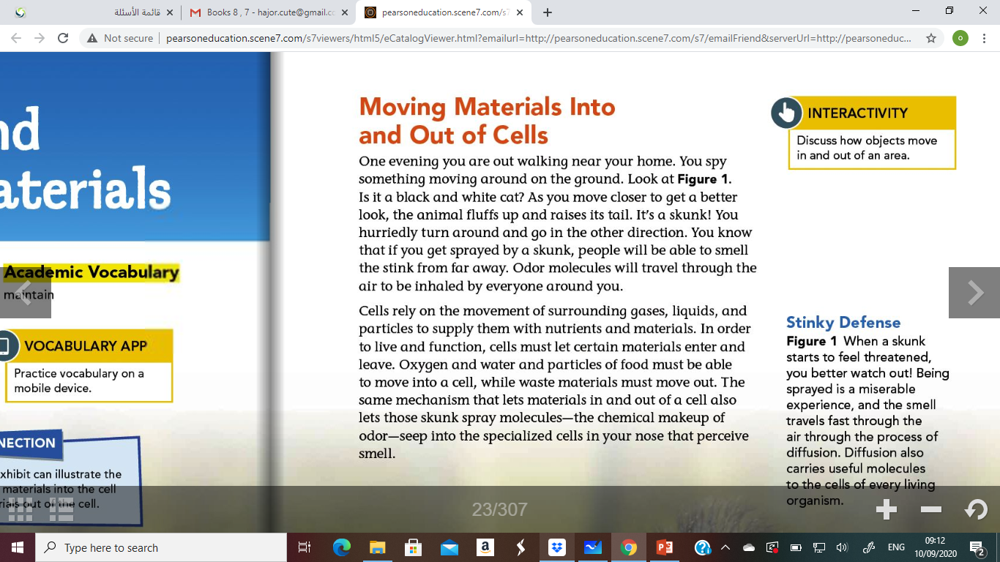 قائمة الأسئلة
Books 8 , 7 - hajor.cute@gmail.cc
pearsoneducation.scene7.com/s7
Not secure
pearsoneducation.scene7.com/s7viewers/html5/eCatalogViewer.html?emailurl=http://pearsoneducation.scene7.com/s7/emailFriend&serverUrl=http://pearsoneduc...
o
nd
aterials
Academic Vocabulary
maintain
VOCABULARY APP
Practice vocabulary on a
mobile device.
NECTION
xhibit can illustrate the
materials into the cell
rials out of the cell.
Moving Materials Into
and Out of Cells
One evening you are out walking near your home. You spy
something moving around on the ground. Look at Figure 1.
Is it a black and white cat? As you move closer to get a better
look, the animal fluffs up and raises its tail. It's a skunk! You
hurriedly turn around and go in the other direction. You know
that if you get sprayed by a skunk, people will be able to smell
the stink from far away. Odor molecules will travel through the
air to be inhaled by everyone around you.
Cells rely on the movement of surrounding gases, liquids, and
particles to supply them with nutrients and materials. In order
to live and function, cells must let certain materials enter and
leave. Oxygen and water and particles of food must be able
to move into a cell, while waste materials must move out. The
same mechanism that lets materials in and out of a cell also
lets those skunk spray molecules—the chemical makeup of
odor—seep into the specialized cells in your nose that perceive
smell.
INTERACTIVITY
Discuss how objects move
in and out of an area.
Stinky Defense
Figure 1 When a skunk
starts to feel threatened,
you better watch out! Being
sprayed is a miserable
experience, and the smell
travels fast through the
air through the process of
diffusion. Diffusion also
carries useful molecules
to the cells of every living
organism.
23/307
Type here to search
ENG
09:12
10/09/2020
2